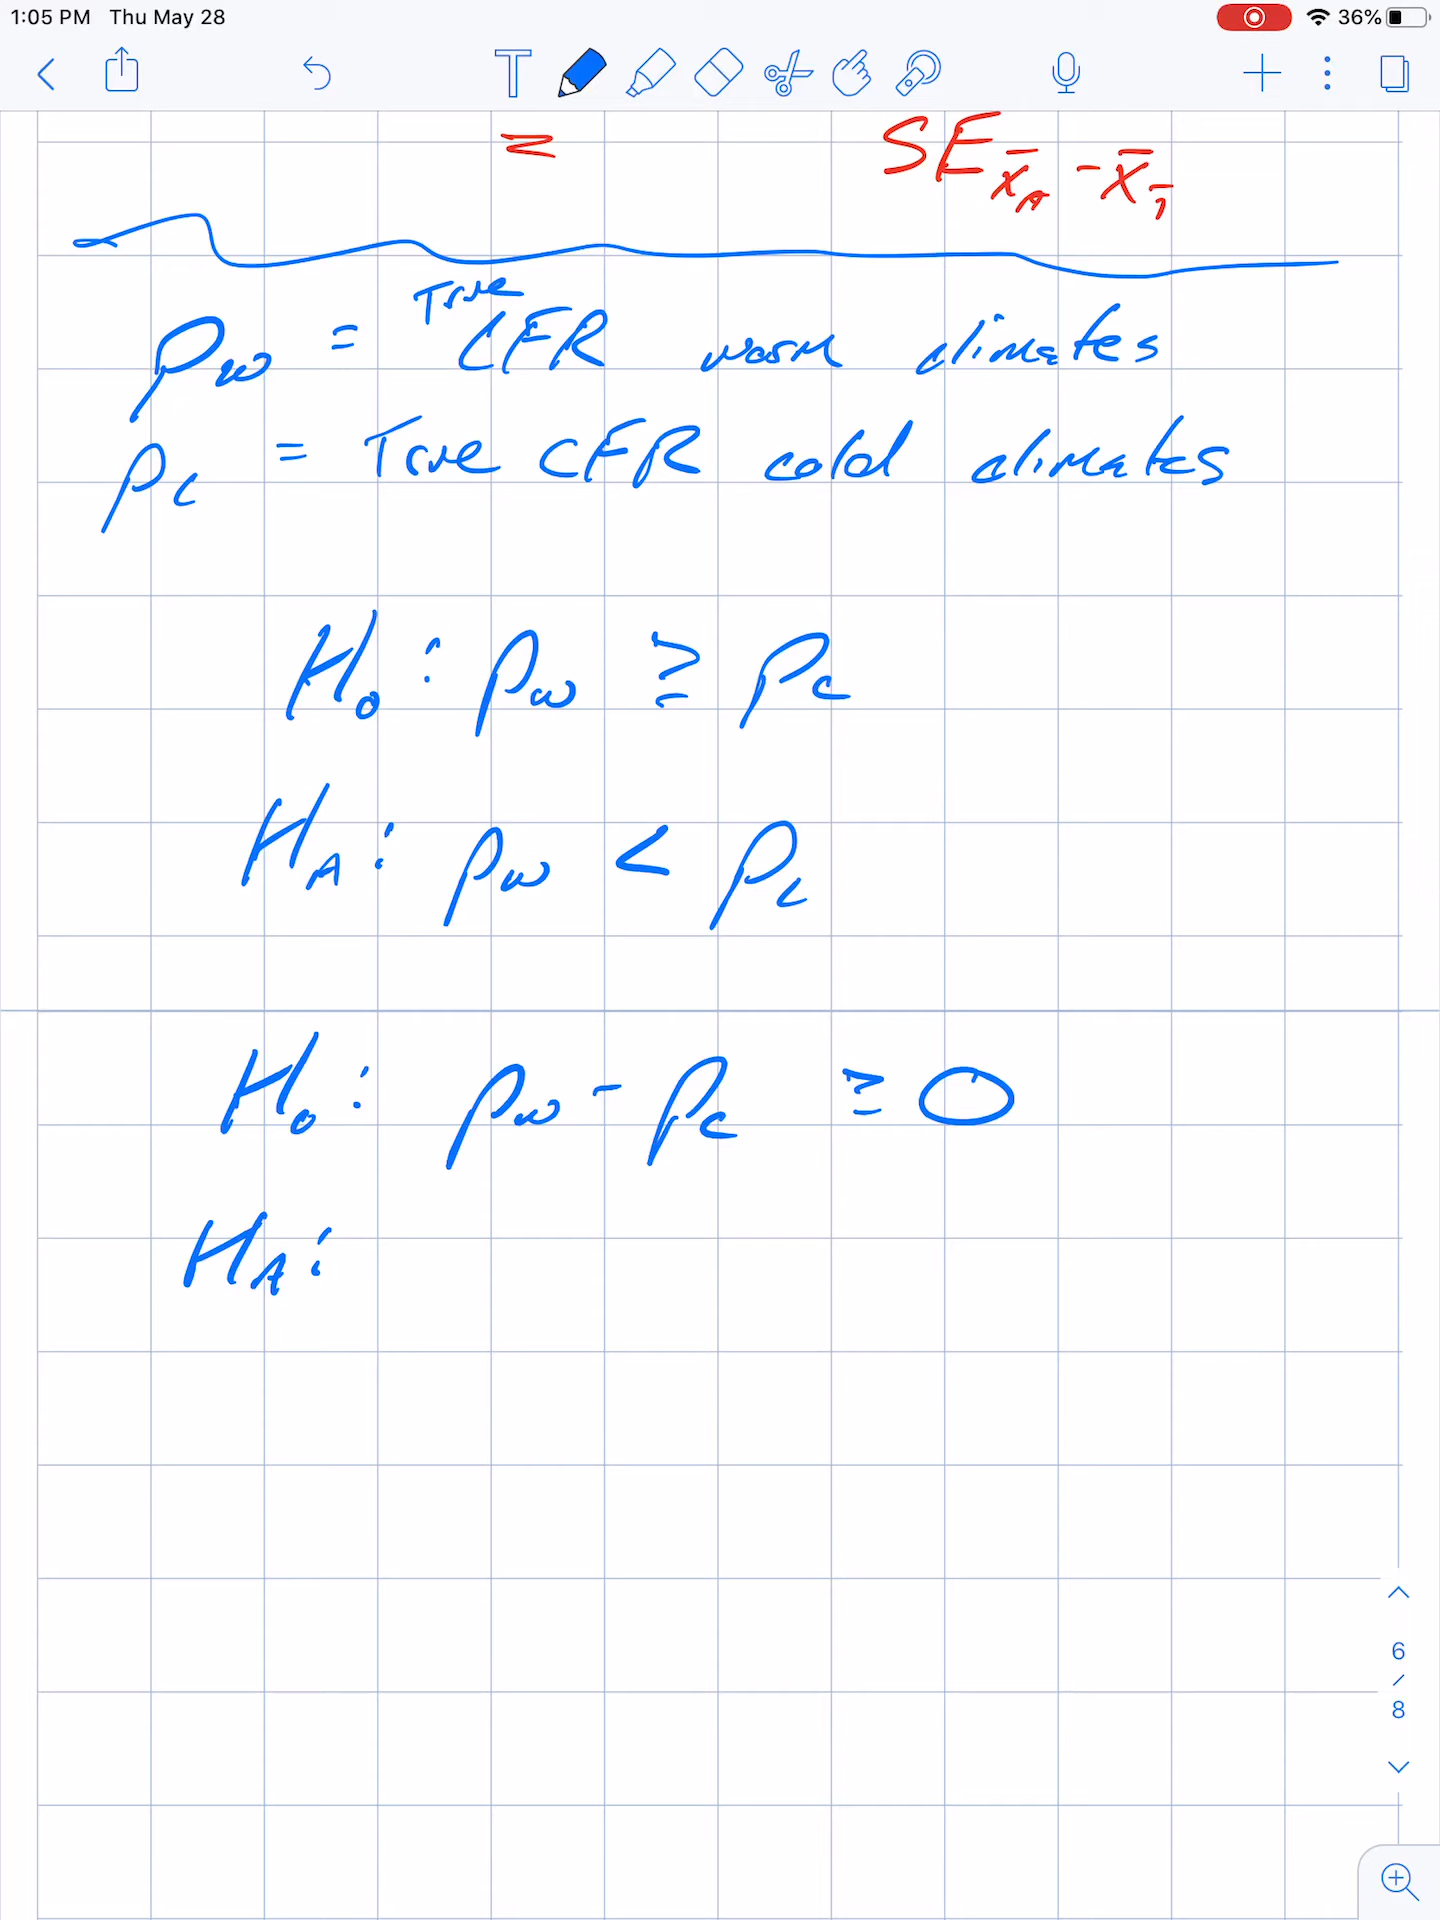 1:05 PM Thu May 28 36%
T
= SE x̄A - x̄T
True
pw = CFR warm climates
pc = True CFR cold climates
H0: pw ≥ pc
HA: pw < pc
H0: pw - pc ≥ 0
HA:
6
/
8